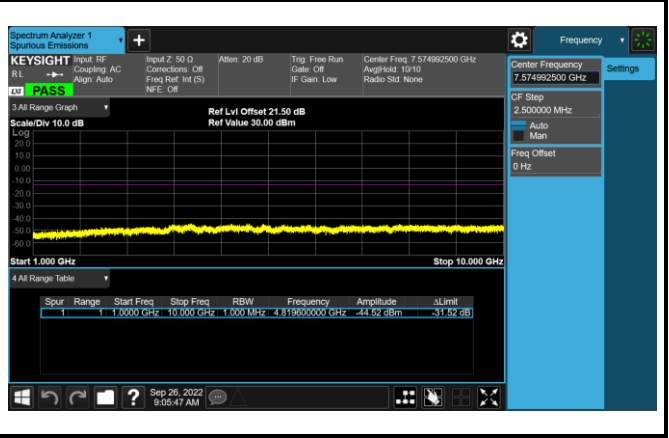 Spectrum Analyzer 1
Spurious Emissions
Frequency
KEYSIGHT
RL
PASS
Input: RF
Coupling: AC
Align: Auto
Input Z: 50 Ω
Corrections: Off
Freq Ref: Int (S)
NFE: Off
Atten: 20 dB
Trig: Free Run
Gate: Off
IF Gain: Low
Center Freq: 7.574992500 GHz
Avg|Hold: 10/10
Radio Std: None
Center Frequency
7.574992500 GHz
Settings
CF Step
2.500000 MHz
Auto
Man
Freq Offset
0 Hz
3 All Range Graph
Scale/Div 10.0 dB
Ref Lvl Offset 21.50 dB
Ref Value 30.00 dBm
Log
20.0
10.0
0.00
-10.0
-20.0
-30.0
-40.0
-50.0
-60.0
Start 1.000 GHz
Stop 10.000 GHz
4 All Range Table
Spur Range Start Freq Stop Freq RBW Frequency Amplitude ΔLimit
1 1 1.0000 GHz 10.000 GHz 1.000 MHz 4.819600000 GHz -44.52 dBm -31.52 dB
?
Sep 26, 2022
9:05:47 AM